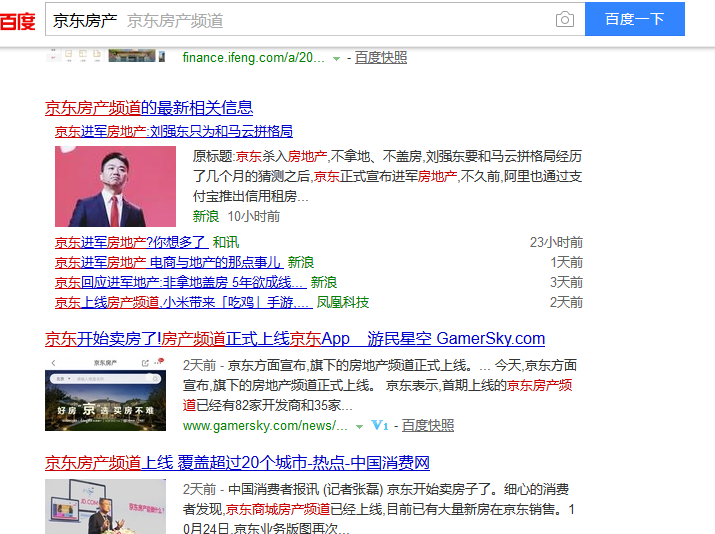 百度 京东房产 京东房产频道 百度一下
finance.ifeng.com/a/20... - 百度快照
京东房产频道的最新相关信息
京东进军房地产:刘强东只为和马云拼格局
原标题:京东杀入房地产,不拿地、不盖房,刘强东要和马云拼格局经历
了几个月的猜测之后,京东正式宣布进军房地产,不久前,阿里也通过支
付宝推出信用租房...
新浪 10小时前
京东进军房地产?你想多了 和讯 23小时前
京东进军房地产 电商与地产的那点事儿 新浪 1天前
京东回应进军地产:非拿地盖房 5年欲成线... 新浪 3天前
京东上线房产频道,小米带来「吃鸡」手游,... 凤凰科技 2天前
京东开始卖房了!房产频道正式上线京东App__游民星空 GamerSky.com
京东房产
好房 京 选 买房不难
2天前 - 京东方面宣布,旗下的房地产频道正式上线。... 今天,京东方面
宣布,旗下的房地产频道正式上线。 京东表示,首期上线的京东房产频
道已经有82家开发商和35家...
www.gamersky.com/news/... V1 - 百度快照
京东房产频道上线 覆盖超过20个城市-热点-中国消费网
JD.COM
2天前 - 中国消费者报讯 (记者张磊) 京东开始卖房子了。细心的消费
者发现,京东商城房产频道已经上线,目前已有大量新房在京东销售。1
0月24日,京东业务版图再次...